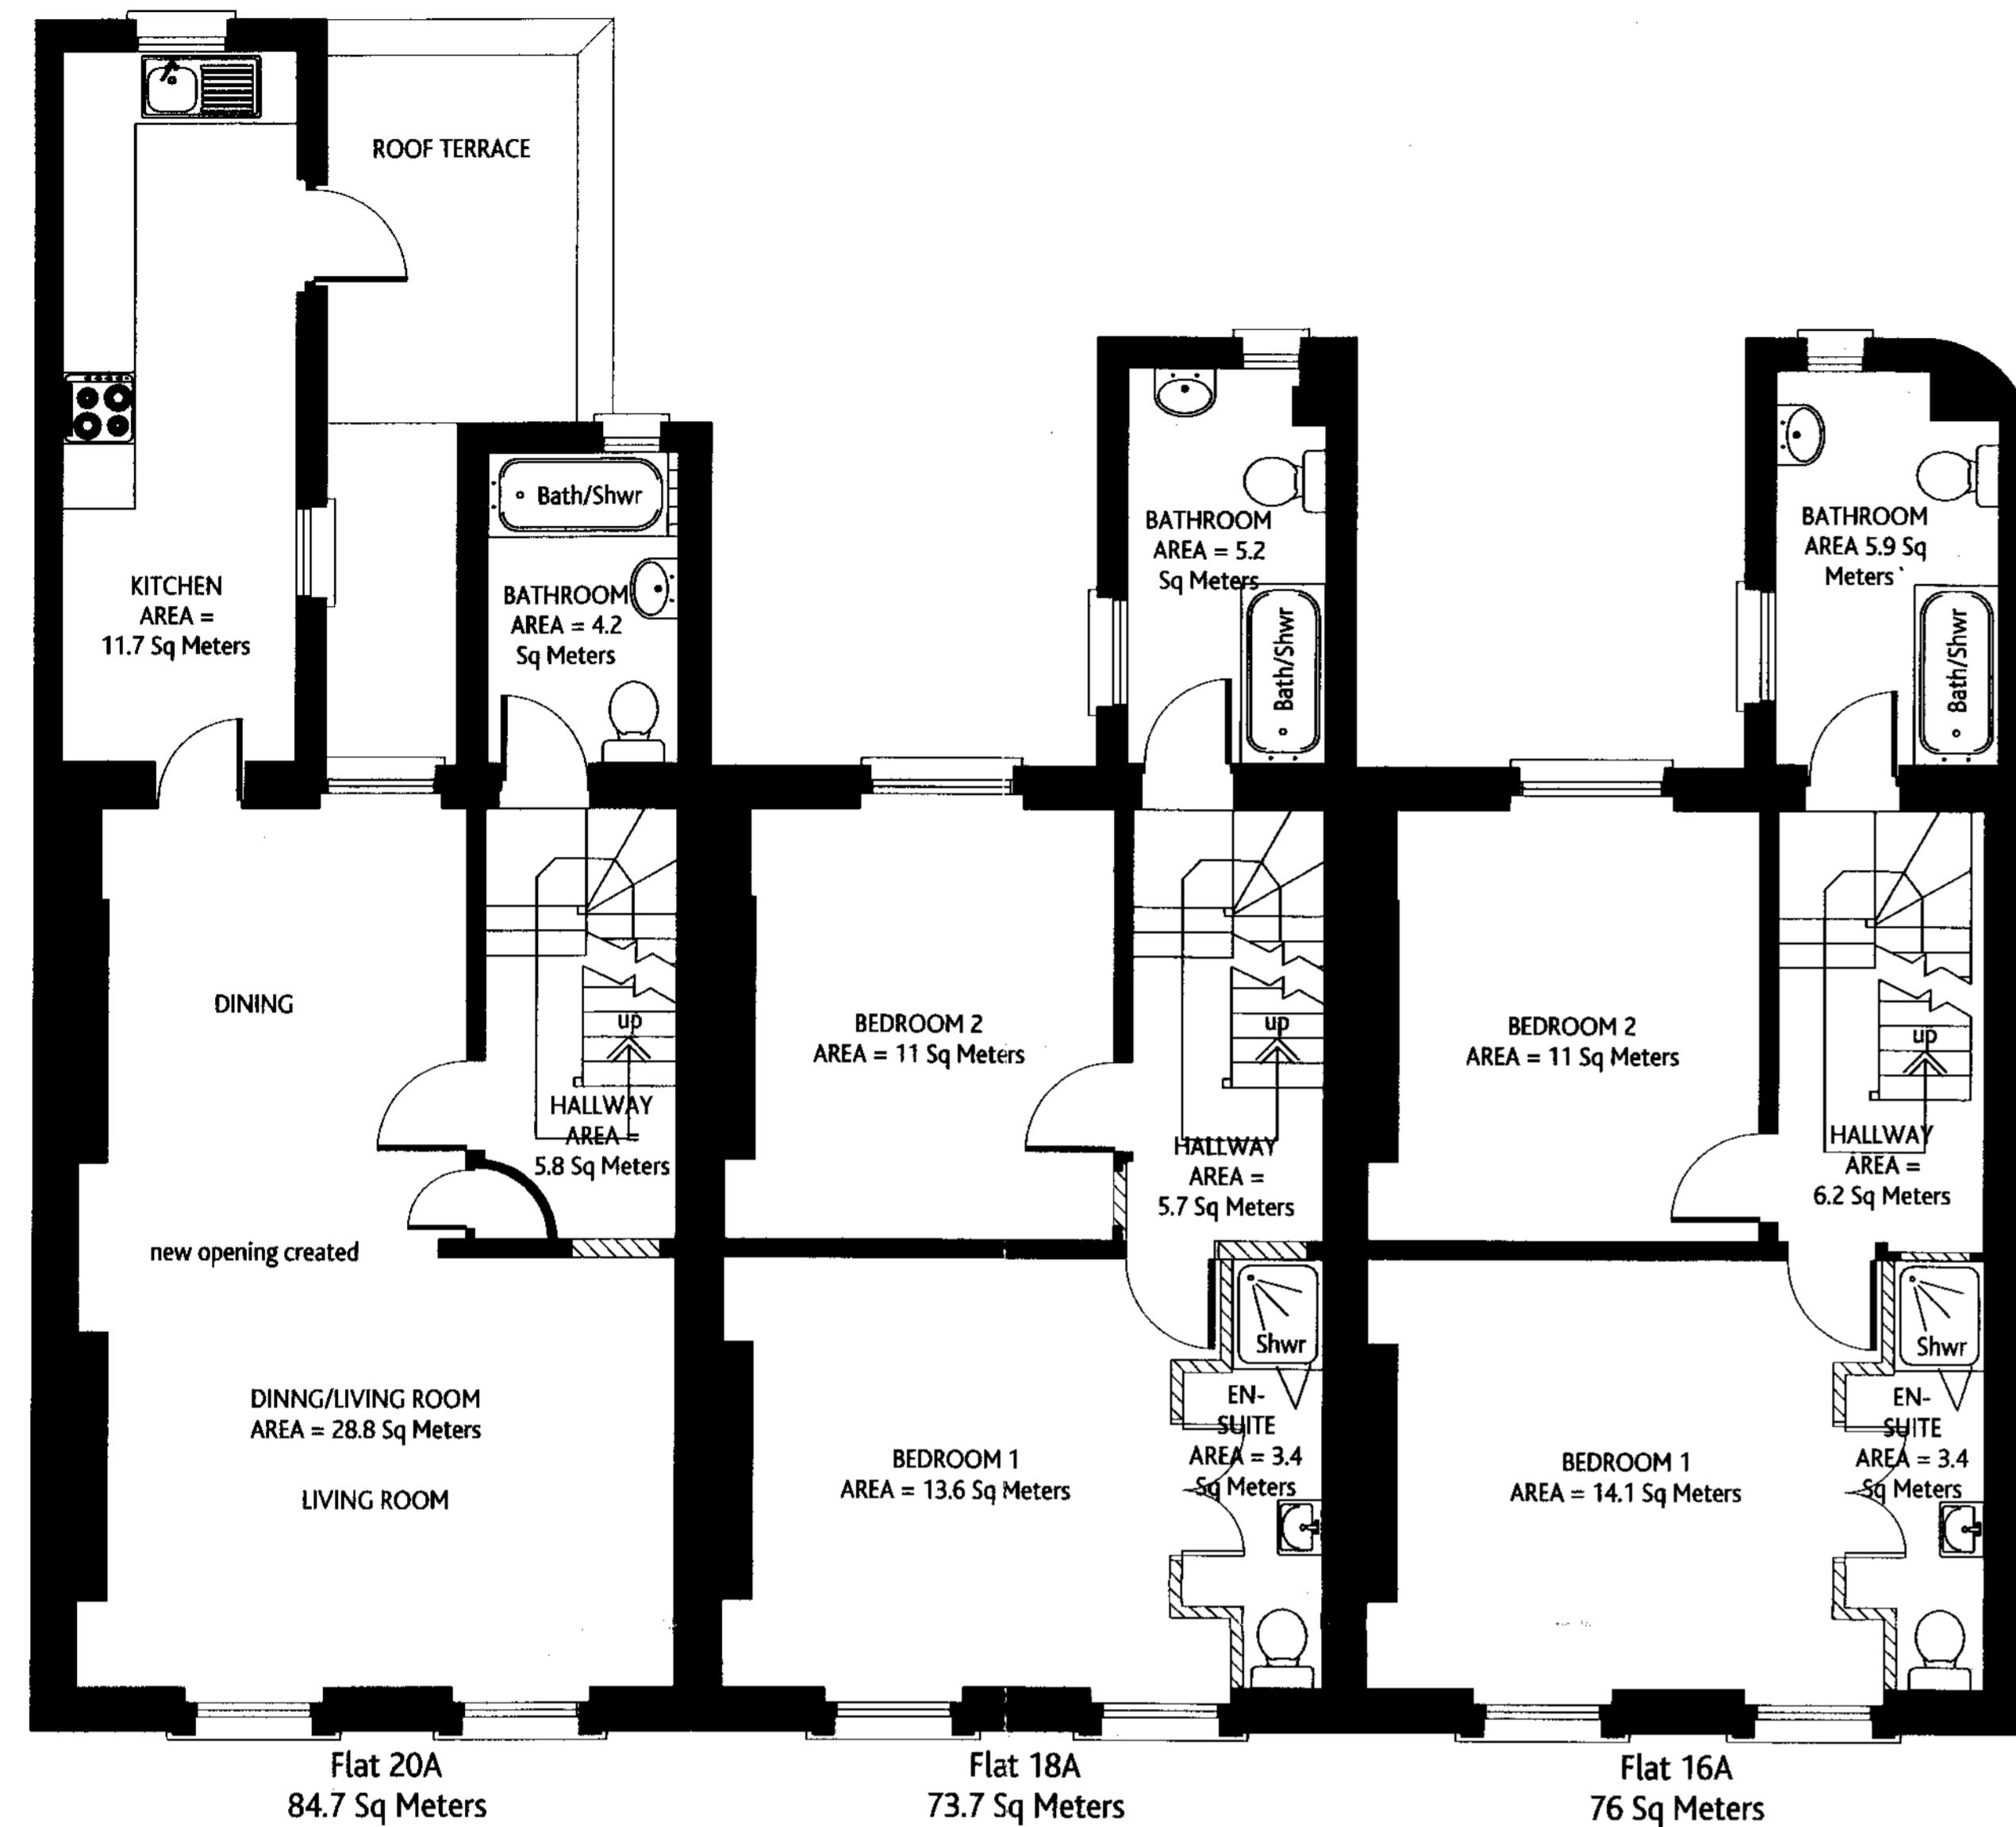 ROOF TERRACE
KITCHEN
AREA =
11.7 Sq Meters
Bath/Shwr
BATHROOM
AREA = 4.2
Sq Meters
DINING
up
HALLWAY
AREA =
5.8 Sq Meters
new opening created
DINNG/LIVING ROOM
AREA = 28.8 Sq Meters
LIVING ROOM
Flat 20A
84.7 Sq Meters
BATHROOM
AREA = 5.2
Sq Meters
Bath/Shwr
BEDROOM 2
AREA = 11 Sq Meters
up
HALLWAY
AREA =
5.7 Sq Meters
Shwr
EN-
SUITE
AREA = 3.4
Sq Meters
BEDROOM 1
AREA = 13.6 Sq Meters
Flat 18A
73.7 Sq Meters
BATHROOM
AREA 5.9 Sq
Meters
Bath/Shwr
BEDROOM 2
AREA = 11 Sq Meters
up
HALLWAY
AREA =
6.2 Sq Meters
Shwr
EN-
SUITE
AREA = 3.4
Sq Meters
BEDROOM 1
AREA = 14.1 Sq Meters
Flat 16A
76 Sq Meters